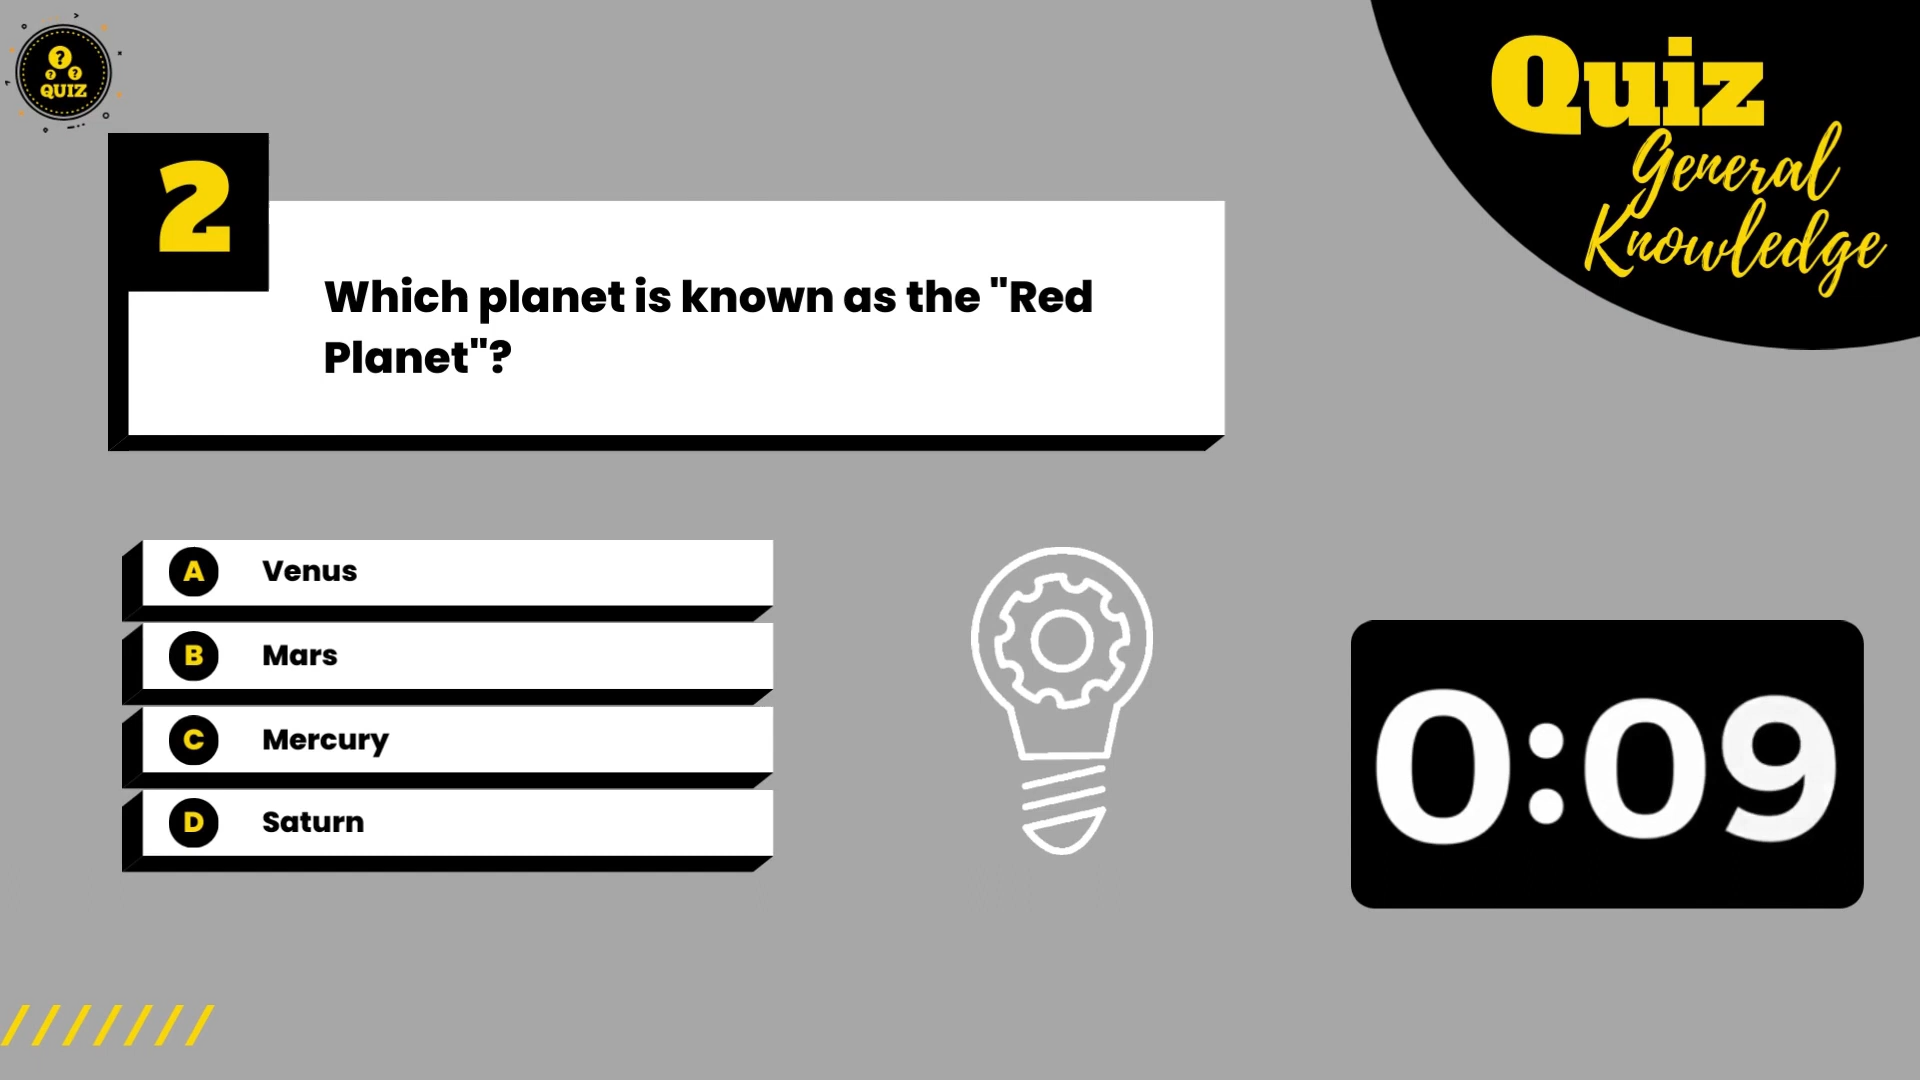 ? ? ?
QUIZ
Quiz
General
Knowledge
2
Which planet is known as the "Red
Planet"?
A Venus
B Mars
C Mercury
D Saturn
0:09